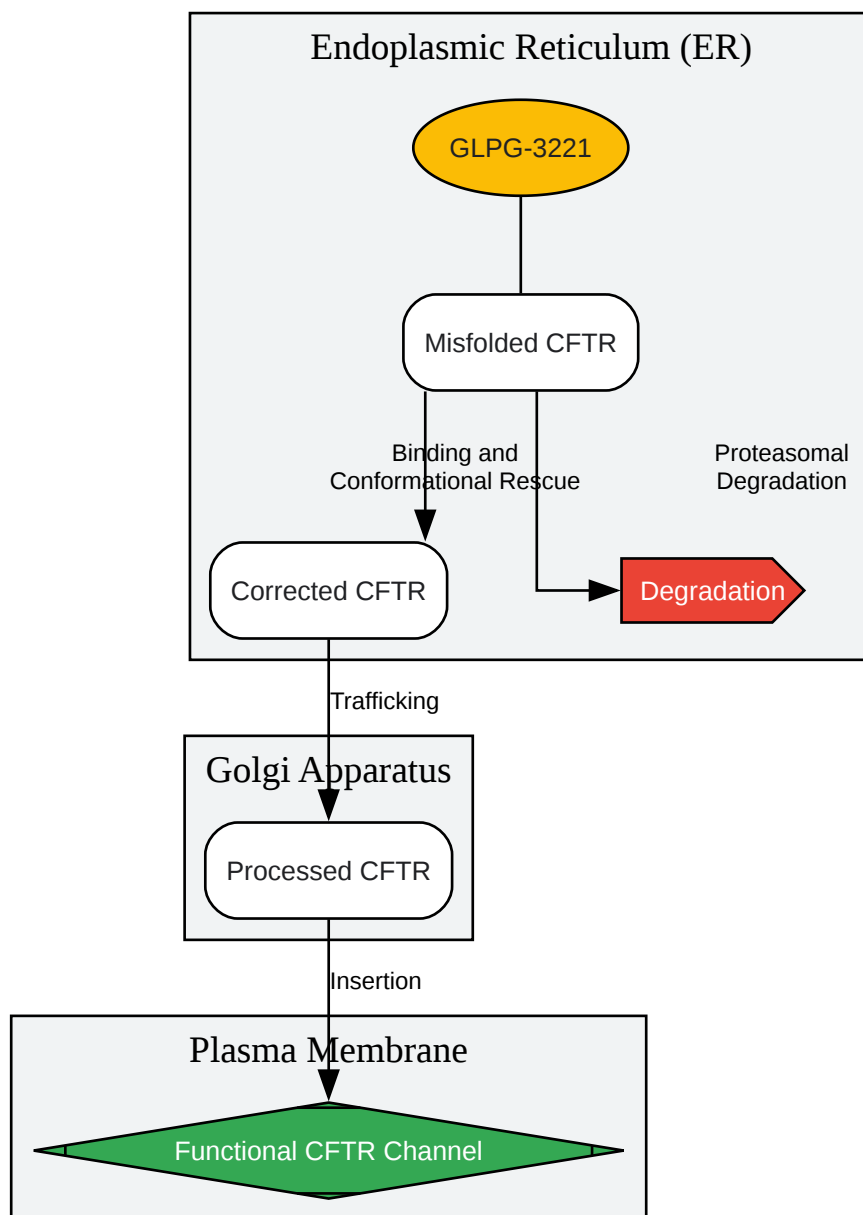 Endoplasmic Reticulum (ER)
GLPG-3221
Misfolded CFTR
Binding and
Conformational Rescue
Proteasomal
Degradation
Corrected CFTR
Degradation
Trafficking
Golgi Apparatus
Processed CFTR
Insertion
Plasma Membrane
Functional CFTR Channel